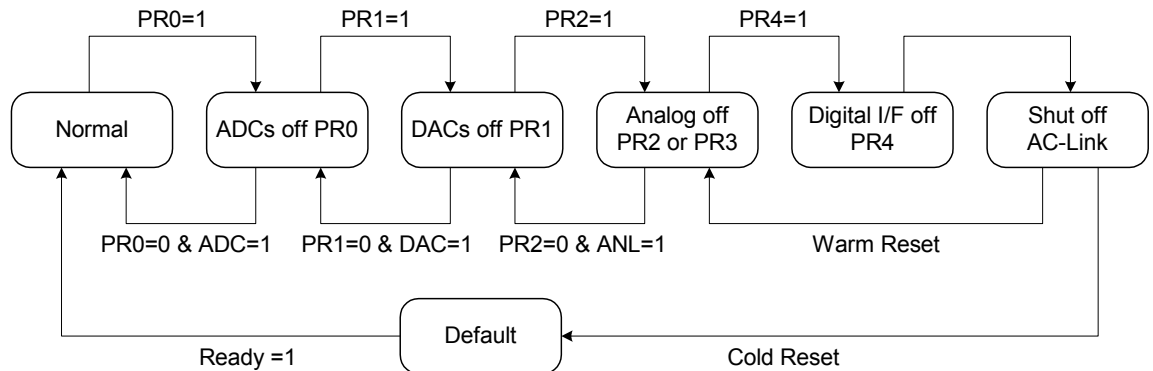 PR0=1
PR1=1
PR2=1
PR4=1
Normal
ADCs off PR0
DACs off PR1
Analog off
PR2 or PR3
Digital I/F off
PR4
Shut off
AC-Link
PR0=0 & ADC=1
PR1=0 & DAC=1
PR2=0 & ANL=1
Warm Reset
Default
Ready =1
Cold Reset